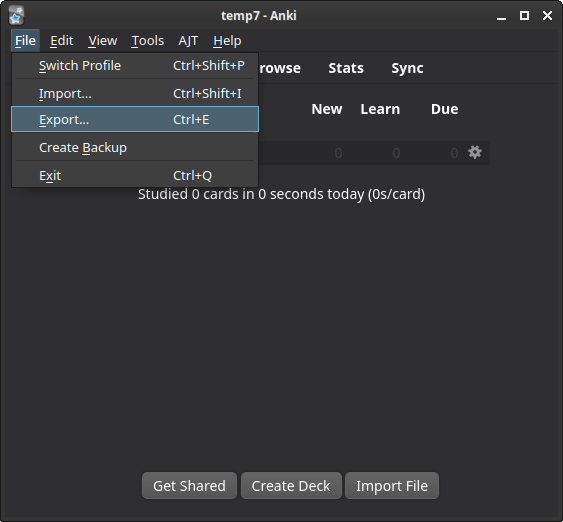 temp7 - Anki
File Edit View Tools AJT Help
Switch Profile Ctrl+Shift+P
Import... Ctrl+Shift+I
Export... Ctrl+E
Create Backup
Exit Ctrl+Q
rowse Stats Sync
New Learn Due
0 0 0
Studied 0 cards in 0 seconds today (0s/card)
Get Shared Create Deck Import File